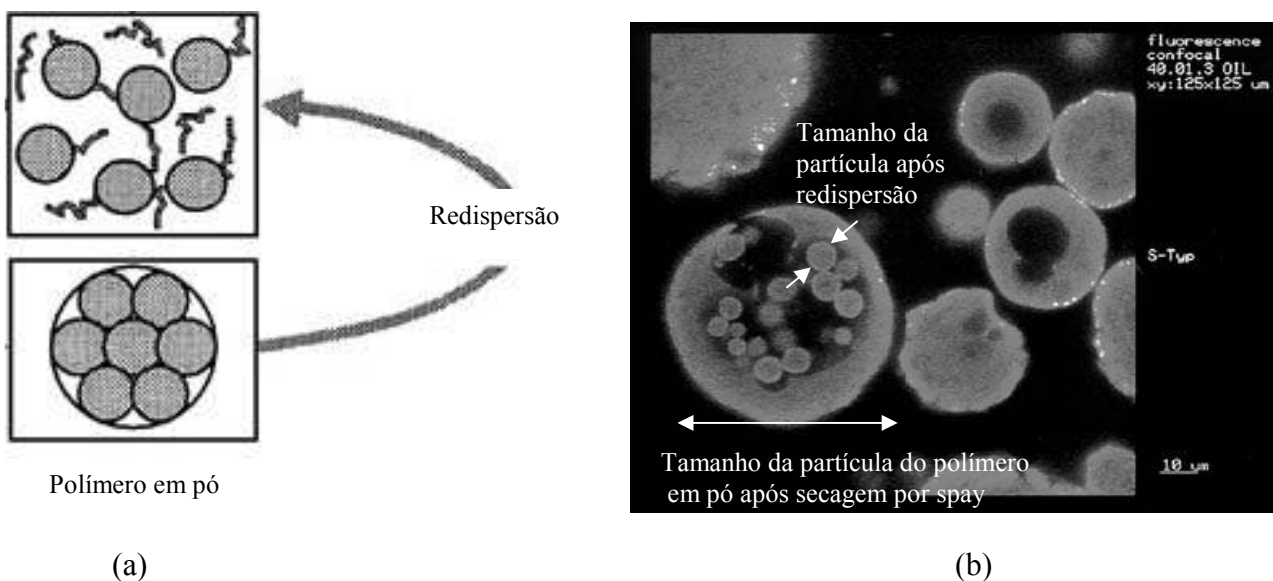 Redispersão
Polímero em pó
(a)
fluorescence
confocal
40.01.3 OIL
xy:125x125 um
Tamanho da
partícula após
redispersão
S-Typ
Tamanho da partícula do polímero
em pó após secagem por spay
10 um
(b)